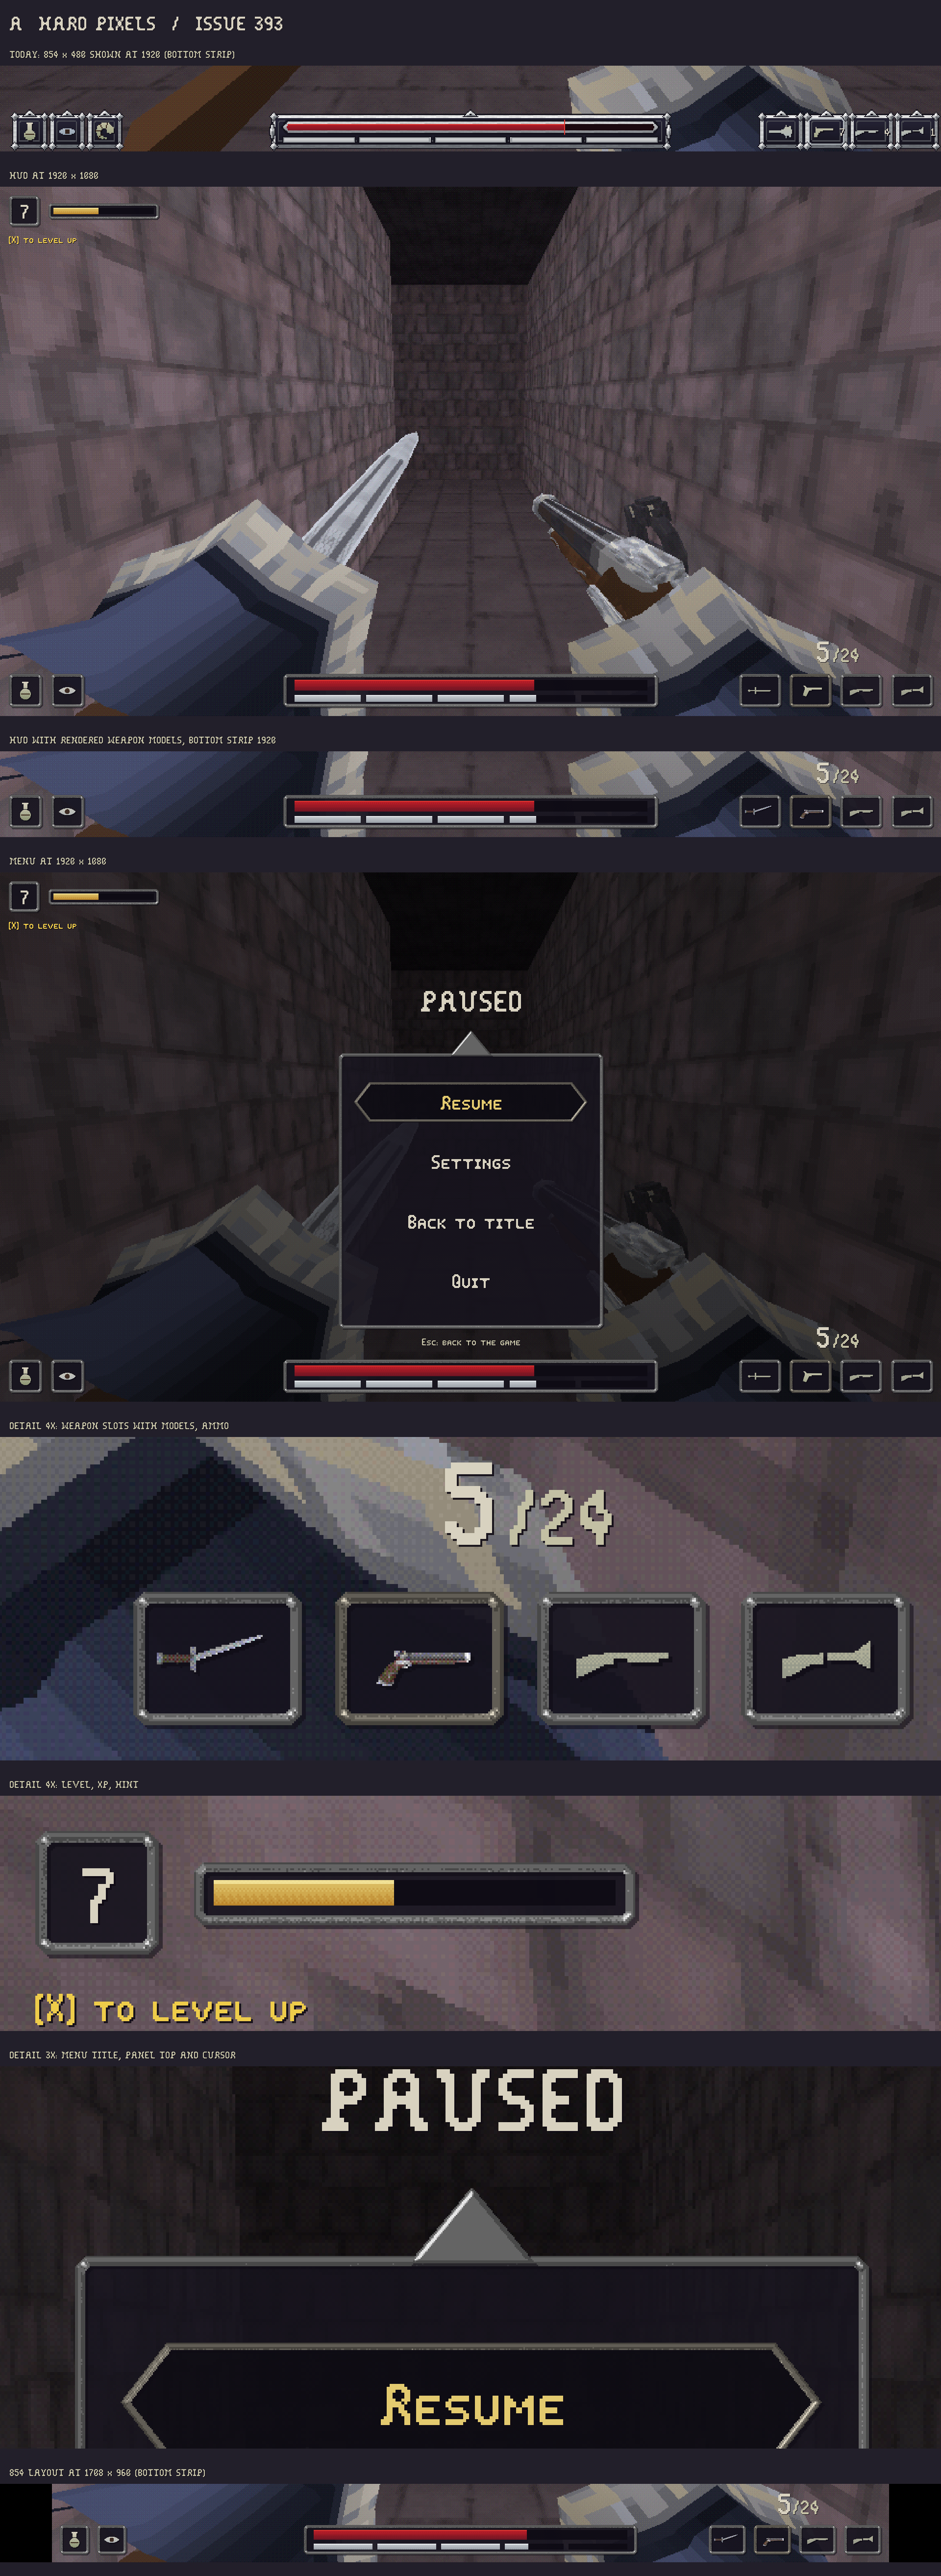 A HARD PIXELS / ISSUE 393
TODAY: 854 x 480 SHOWN AT 1920 (BOTTOM STRIP)
HUD AT 1920 x 1080
7
[X] TO LEVEL UP
5/24
HUD WITH RENDERED WEAPON MODELS, BOTTOM STRIP 1920
5/24
MENU AT 1920 x 1080
7
[X] TO LEVEL UP
PAUSED
RESUME
SETTINGS
BACK TO TITLE
QUIT
ESC: BACK TO THE GAME
5/24
DETAIL 4X: WEAPON SLOTS WITH MODELS, AMMO
5/24
DETAIL 4X: LEVEL, XP, HINT
7
[X] TO LEVEL UP
DETAIL 3X: MENU TITLE, PANEL TOP AND CURSOR
PAUSED
RESUME
854 LAYOUT AT 1708 x 960 (BOTTOM STRIP)
5/24